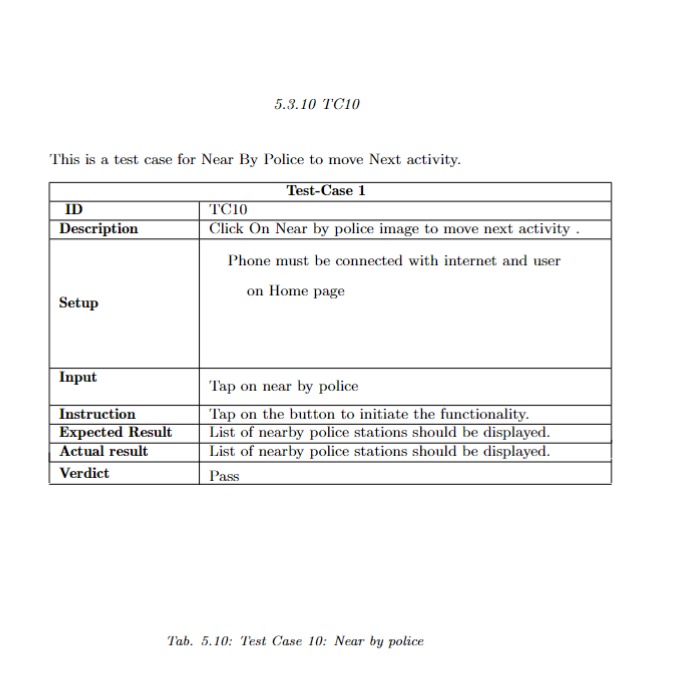 5.3.10 TC10
This is a test case for Near By Police to move Next activity.
Test-Case 1
ID TC10
Description Click On Near by police image to move next activity .
Phone must be connected with internet and user
on Home page
Setup
Input
Tap on near by police
Instruction Tap on the button to initiate the functionality.
Expected Result List of nearby police stations should be displayed.
Actual result List of nearby police stations should be displayed.
Verdict Pass
Tab. 5.10: Test Case 10: Near by police